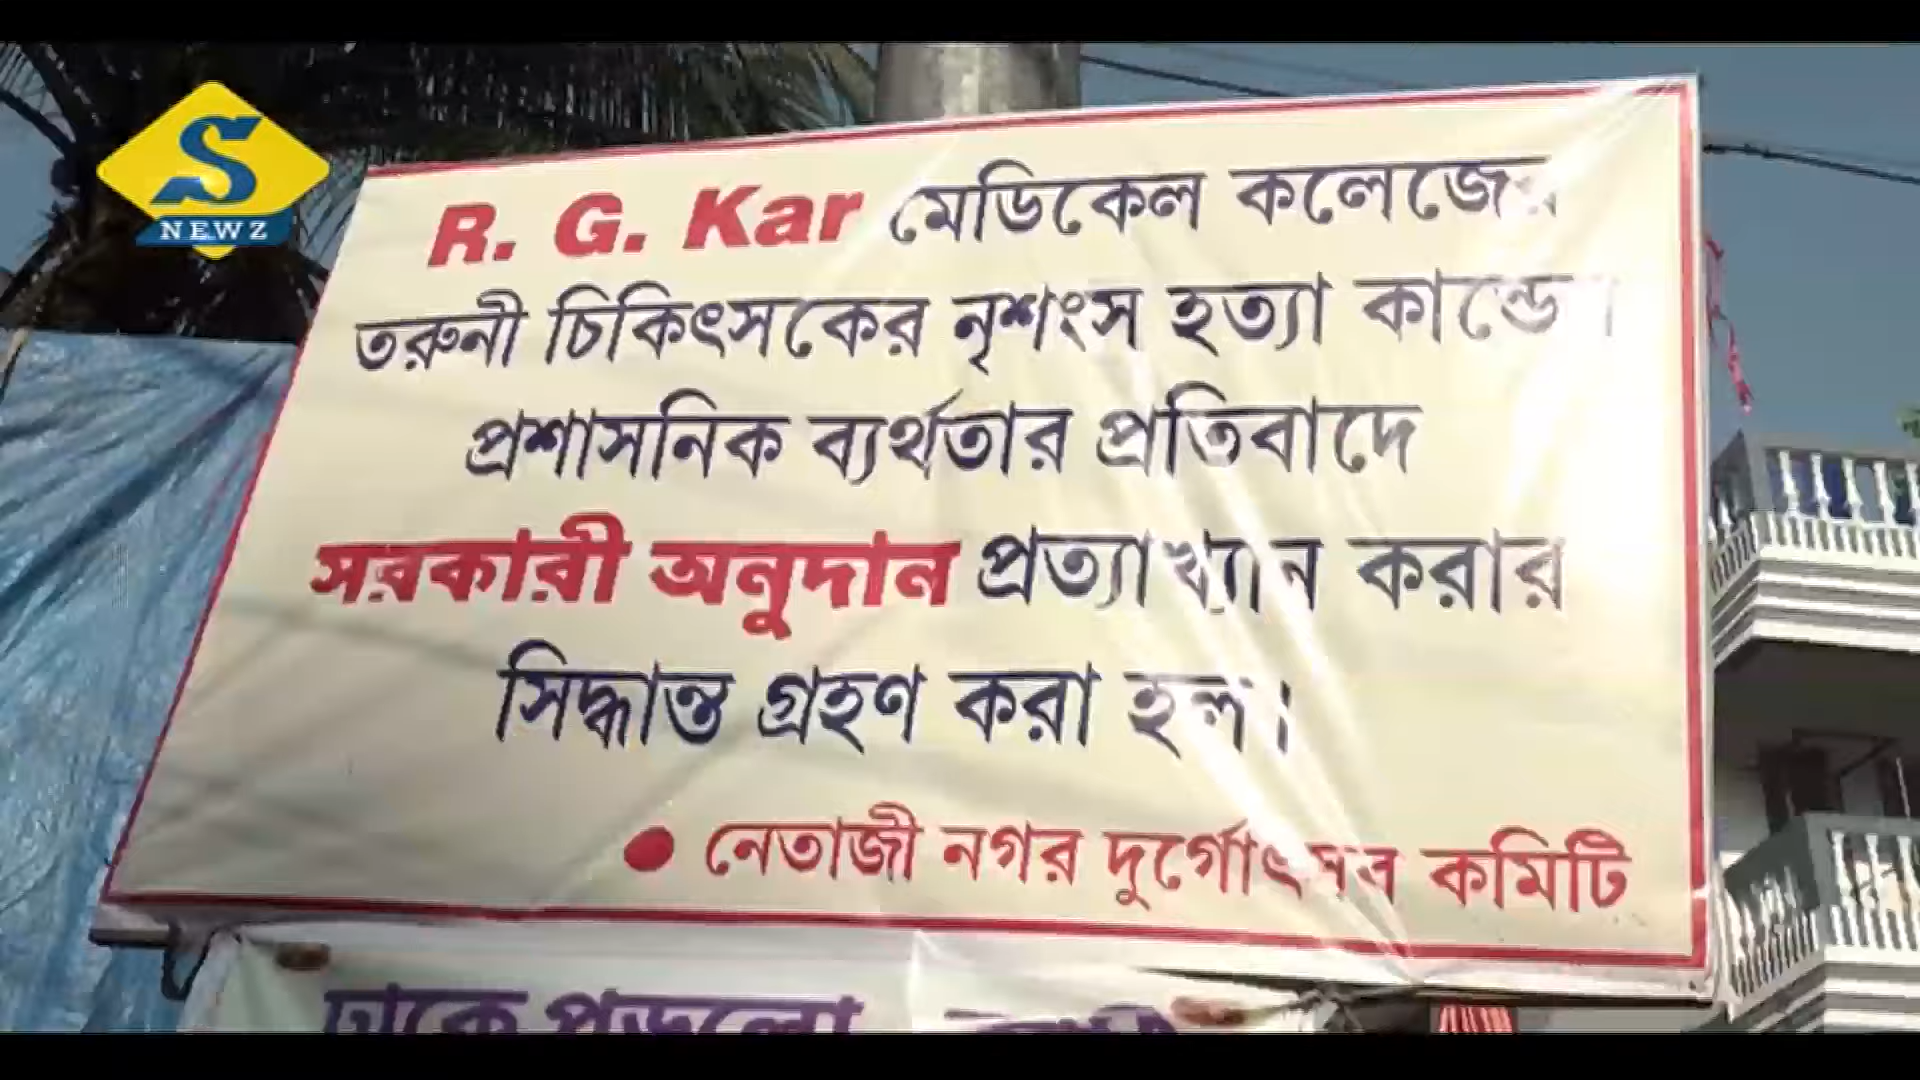 S
NEWZ
R. G. Kar মেডিকেল কলেজের
তরুনী চিকিৎসকের নৃশংস হত্যা কান্ডে।
প্রশাসনিক ব্যর্থতার প্রতিবাদে
সরকারী অনুদান প্রত্যাখ্যান করার
সিদ্ধান্ত গ্রহণ করা হল।
● নেতাজী নগর দুর্গোৎসব কমিটি
ঢাকে পড়লো